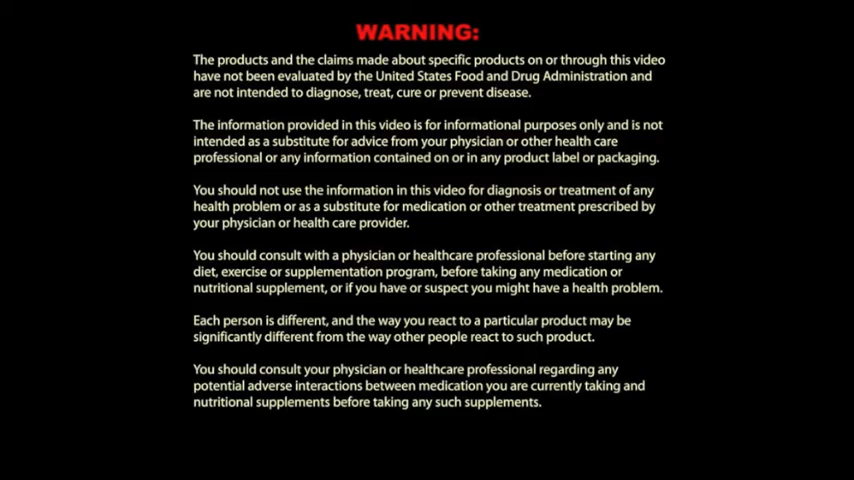 WARNING:
The products and the claims made about specific products on or through this video
have not been evaluated by the United States Food and Drug Administration and
are not intended to diagnose, treat, cure or prevent disease.
The information provided in this video is for informational purposes only and is not
intended as a substitute for advice from your physician or other health care
professional or any information contained on or in any product label or packaging.
You should not use the information in this video for diagnosis or treatment of any
health problem or as a substitute for medication or other treatment prescribed by
your physician or health care provider.
You should consult with a physician or healthcare professional before starting any
diet, exercise or supplementation program, before taking any medication or
nutritional supplement, or if you have or suspect you might have a health problem.
Each person is different, and the way you react to a particular product may be
significantly different from the way other people react to such product.
You should consult your physician or healthcare professional regarding any
potential adverse interactions between medication you are currently taking and
nutritional supplements before taking any such supplements.